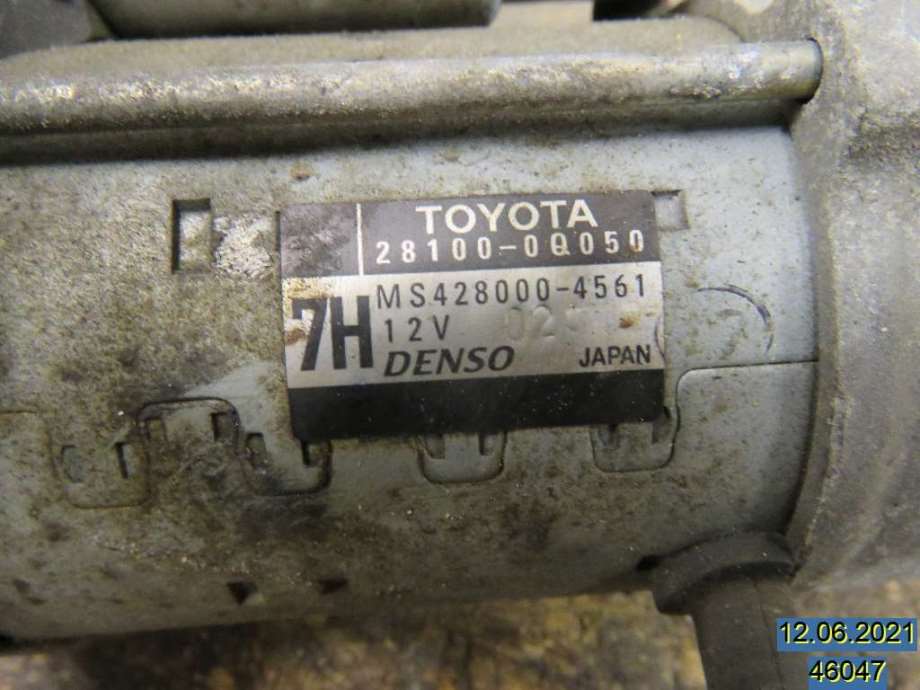 TOYOTA
28100-0Q050
MS428000-4561
7H
12V
DENSO JAPAN
12.06.2021
46047